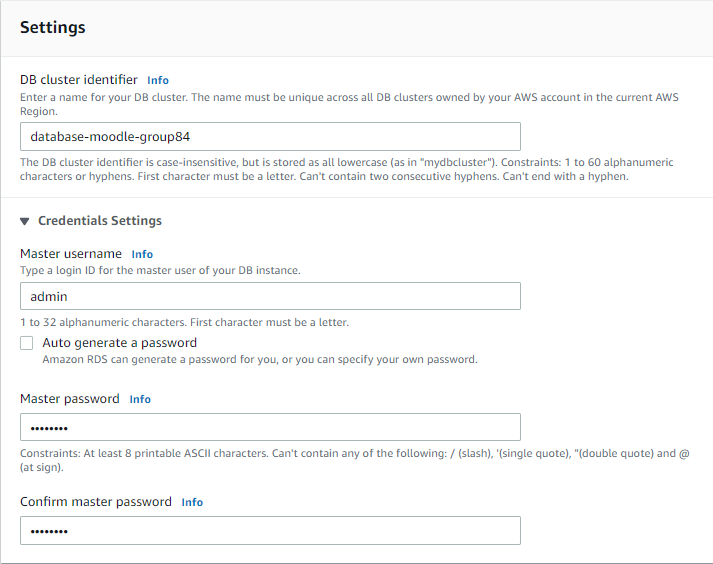 Settings
DB cluster identifier Info
Enter a name for your DB cluster. The name must be unique across all DB clusters owned by your AWS account in the current AWS
Region.
database-moodle-group84
The DB cluster identifier is case-insensitive, but is stored as all lowercase (as in "mydbcluster"). Constraints: 1 to 60 alphanumeric
characters or hyphens. First character must be a letter. Can't contain two consecutive hyphens. Can't end with a hyphen.
▼ Credentials Settings
Master username Info
Type a login ID for the master user of your DB instance.
admin
1 to 32 alphanumeric characters. First character must be a letter.
Auto generate a password
Amazon RDS can generate a password for you, or you can specify your own password.
Master password Info
••••••••
Constraints: At least 8 printable ASCII characters. Can't contain any of the following: / (slash), '(single quote), "(double quote) and @
(at sign).
Confirm master password Info
••••••••